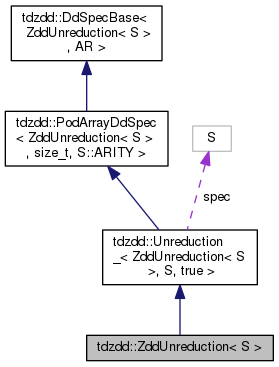 tdzdd::DdSpecBase<
ZddUnreduction< S >
, AR >
tdzdd::PodArrayDdSpec
< ZddUnreduction< S >
, size_t, S::ARITY >
S
spec
tdzdd::Unreduction
_< ZddUnreduction< S
>, S, true >
tdzdd::ZddUnreduction< S >